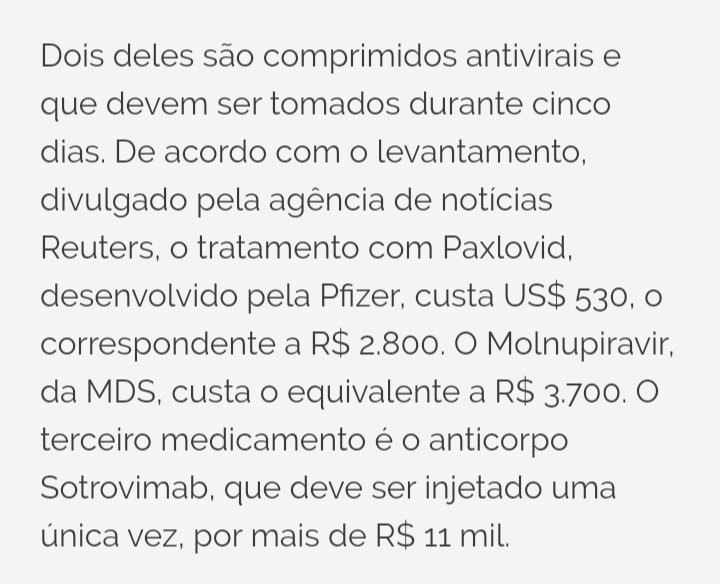 Dois deles são comprimidos antivirais e
que devem ser tomados durante cinco
dias. De acordo com o levantamento,
divulgado pela agência de notícias
Reuters, o tratamento com Paxlovid,
desenvolvido pela Pfizer, custa US$ 530, o
correspondente a R$ 2.800. O Molnupiravir,
da MDS, custa o equivalente a R$ 3.700. O
terceiro medicamento é o anticorpo
Sotrovimab, que deve ser injetado uma
única vez, por mais de R$ 11 mil.